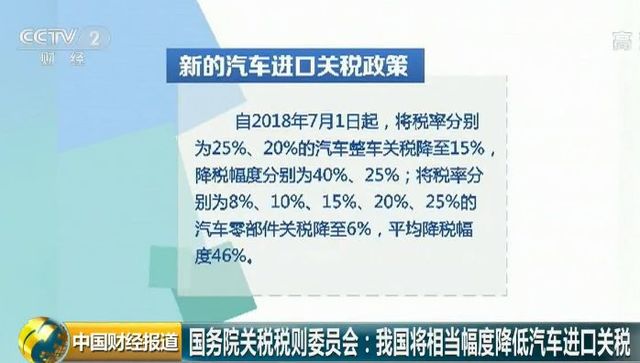 CCTV 2
财经
高
新的汽车进口关税政策
自2018年7月1日起，将税率分别
为25%、20%的汽车整车关税降至15%，
降税幅度分别为40%、25%；将税率分
别为8%、10%、15%、20%、25%的
汽车零部件关税降至6%，平均降税幅
度46%。
中国财经报道
国务院关税税则委员会：我国将相当幅度降低汽车进口关税